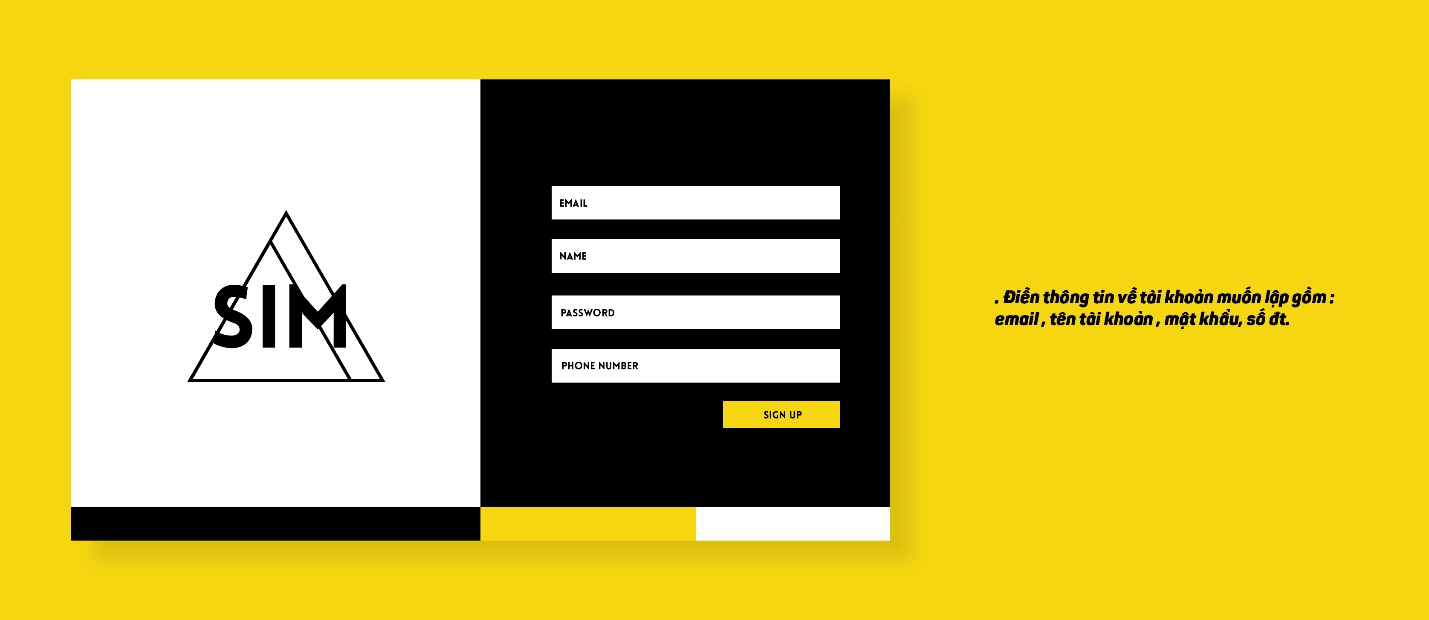 SIM
EMAIL
NAME
PASSWORD
PHONE NUMBER
SIGN UP
. Điền thông tin về tài khoản muốn lập gồm :
email , tên tài khoản , mật khẩu, số đt.